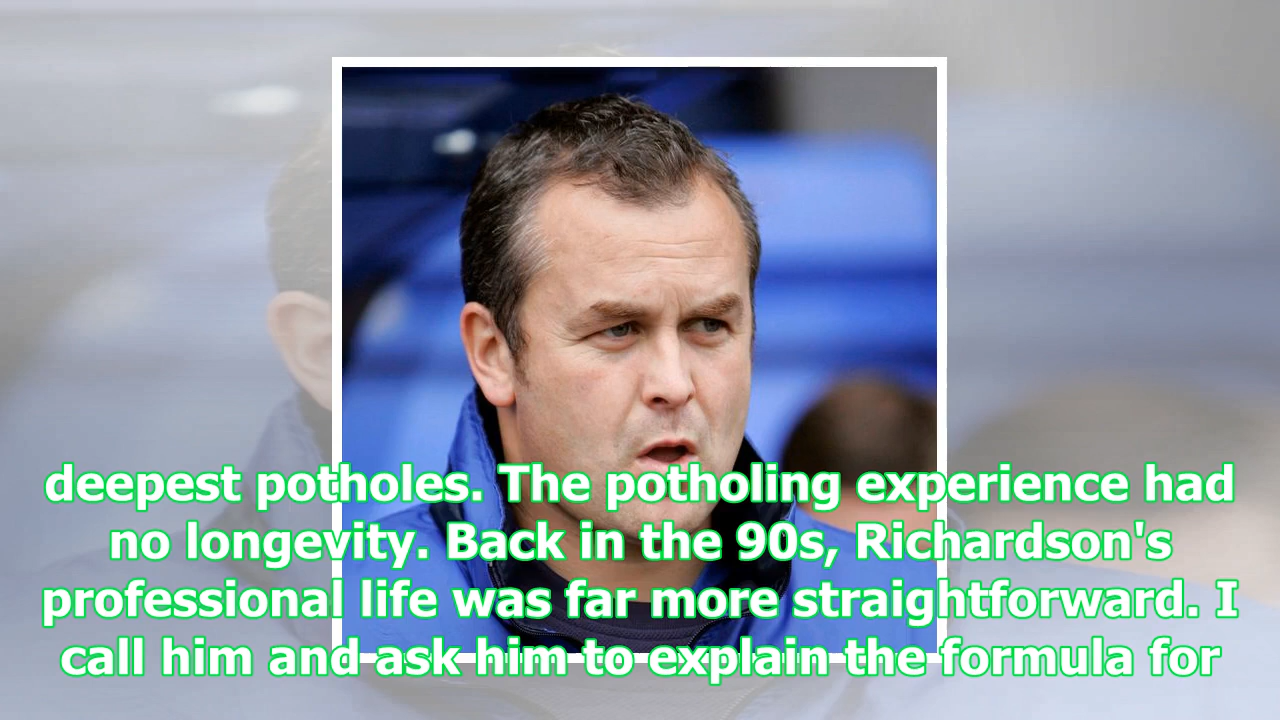 deepest potholes. The potholing experience had
no longevity. Back in the 90s, Richardson's
professional life was far more straightforward. I
call him and ask him to explain the formula for